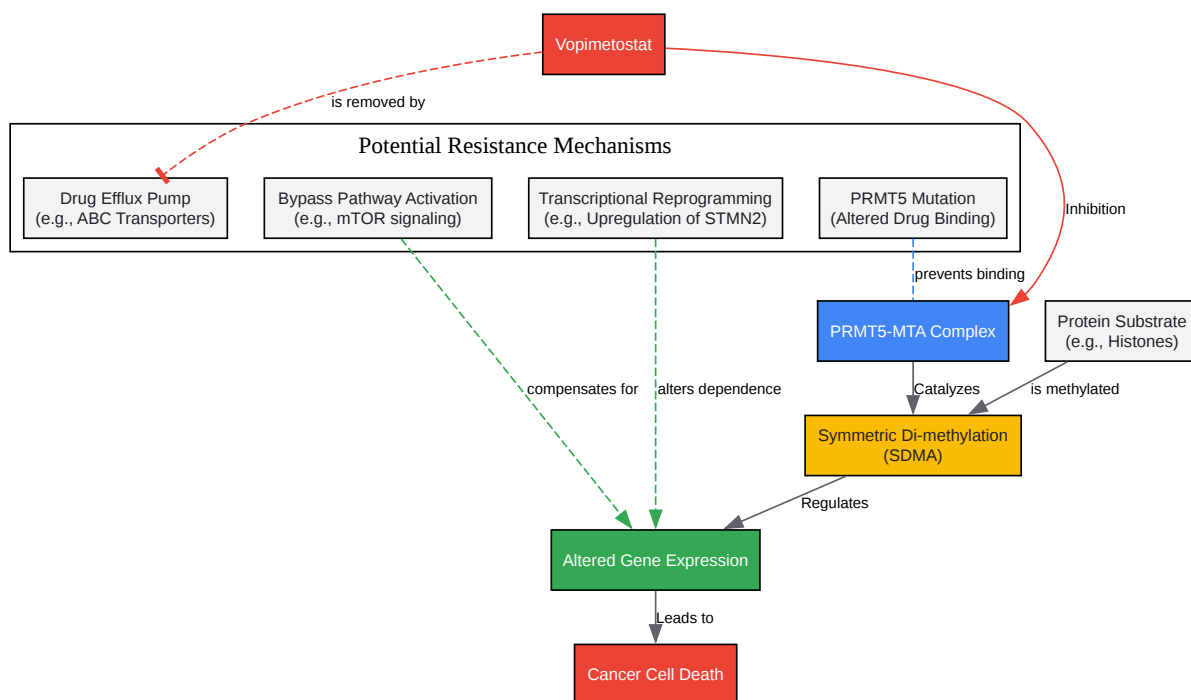 Vopimetostat
is removed by
Potential Resistance Mechanisms
Drug Efflux Pump
(e.g., ABC Transporters)
Bypass Pathway Activation
(e.g., mTOR signaling)
Transcriptional Reprogramming
(e.g., Upregulation of STMN2)
PRMT5 Mutation
(Altered Drug Binding)
Inhibition
prevents binding
PRMT5-MTA Complex
Protein Substrate
(e.g., Histones)
compensates for
alters dependence
Catalyzes
is methylated
Symmetric Di-methylation
(SDMA)
Regulates
Altered Gene Expression
Leads to
Cancer Cell Death